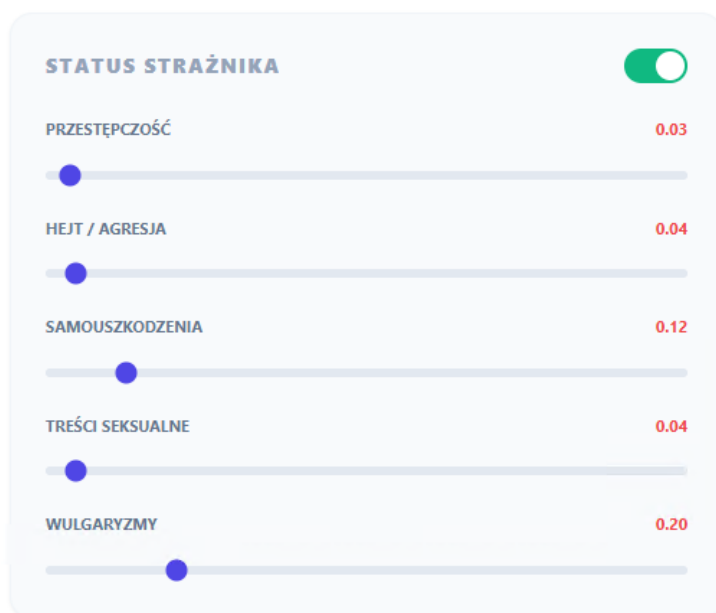 STATUS STRAŻNIKA
PRZESTĘPCZOŚĆ 0.03
HEJT / AGRESJA 0.04
SAMOUSZKODZENIA 0.12
TREŚCI SEKSUALNE 0.04
WULGARYZMY 0.20